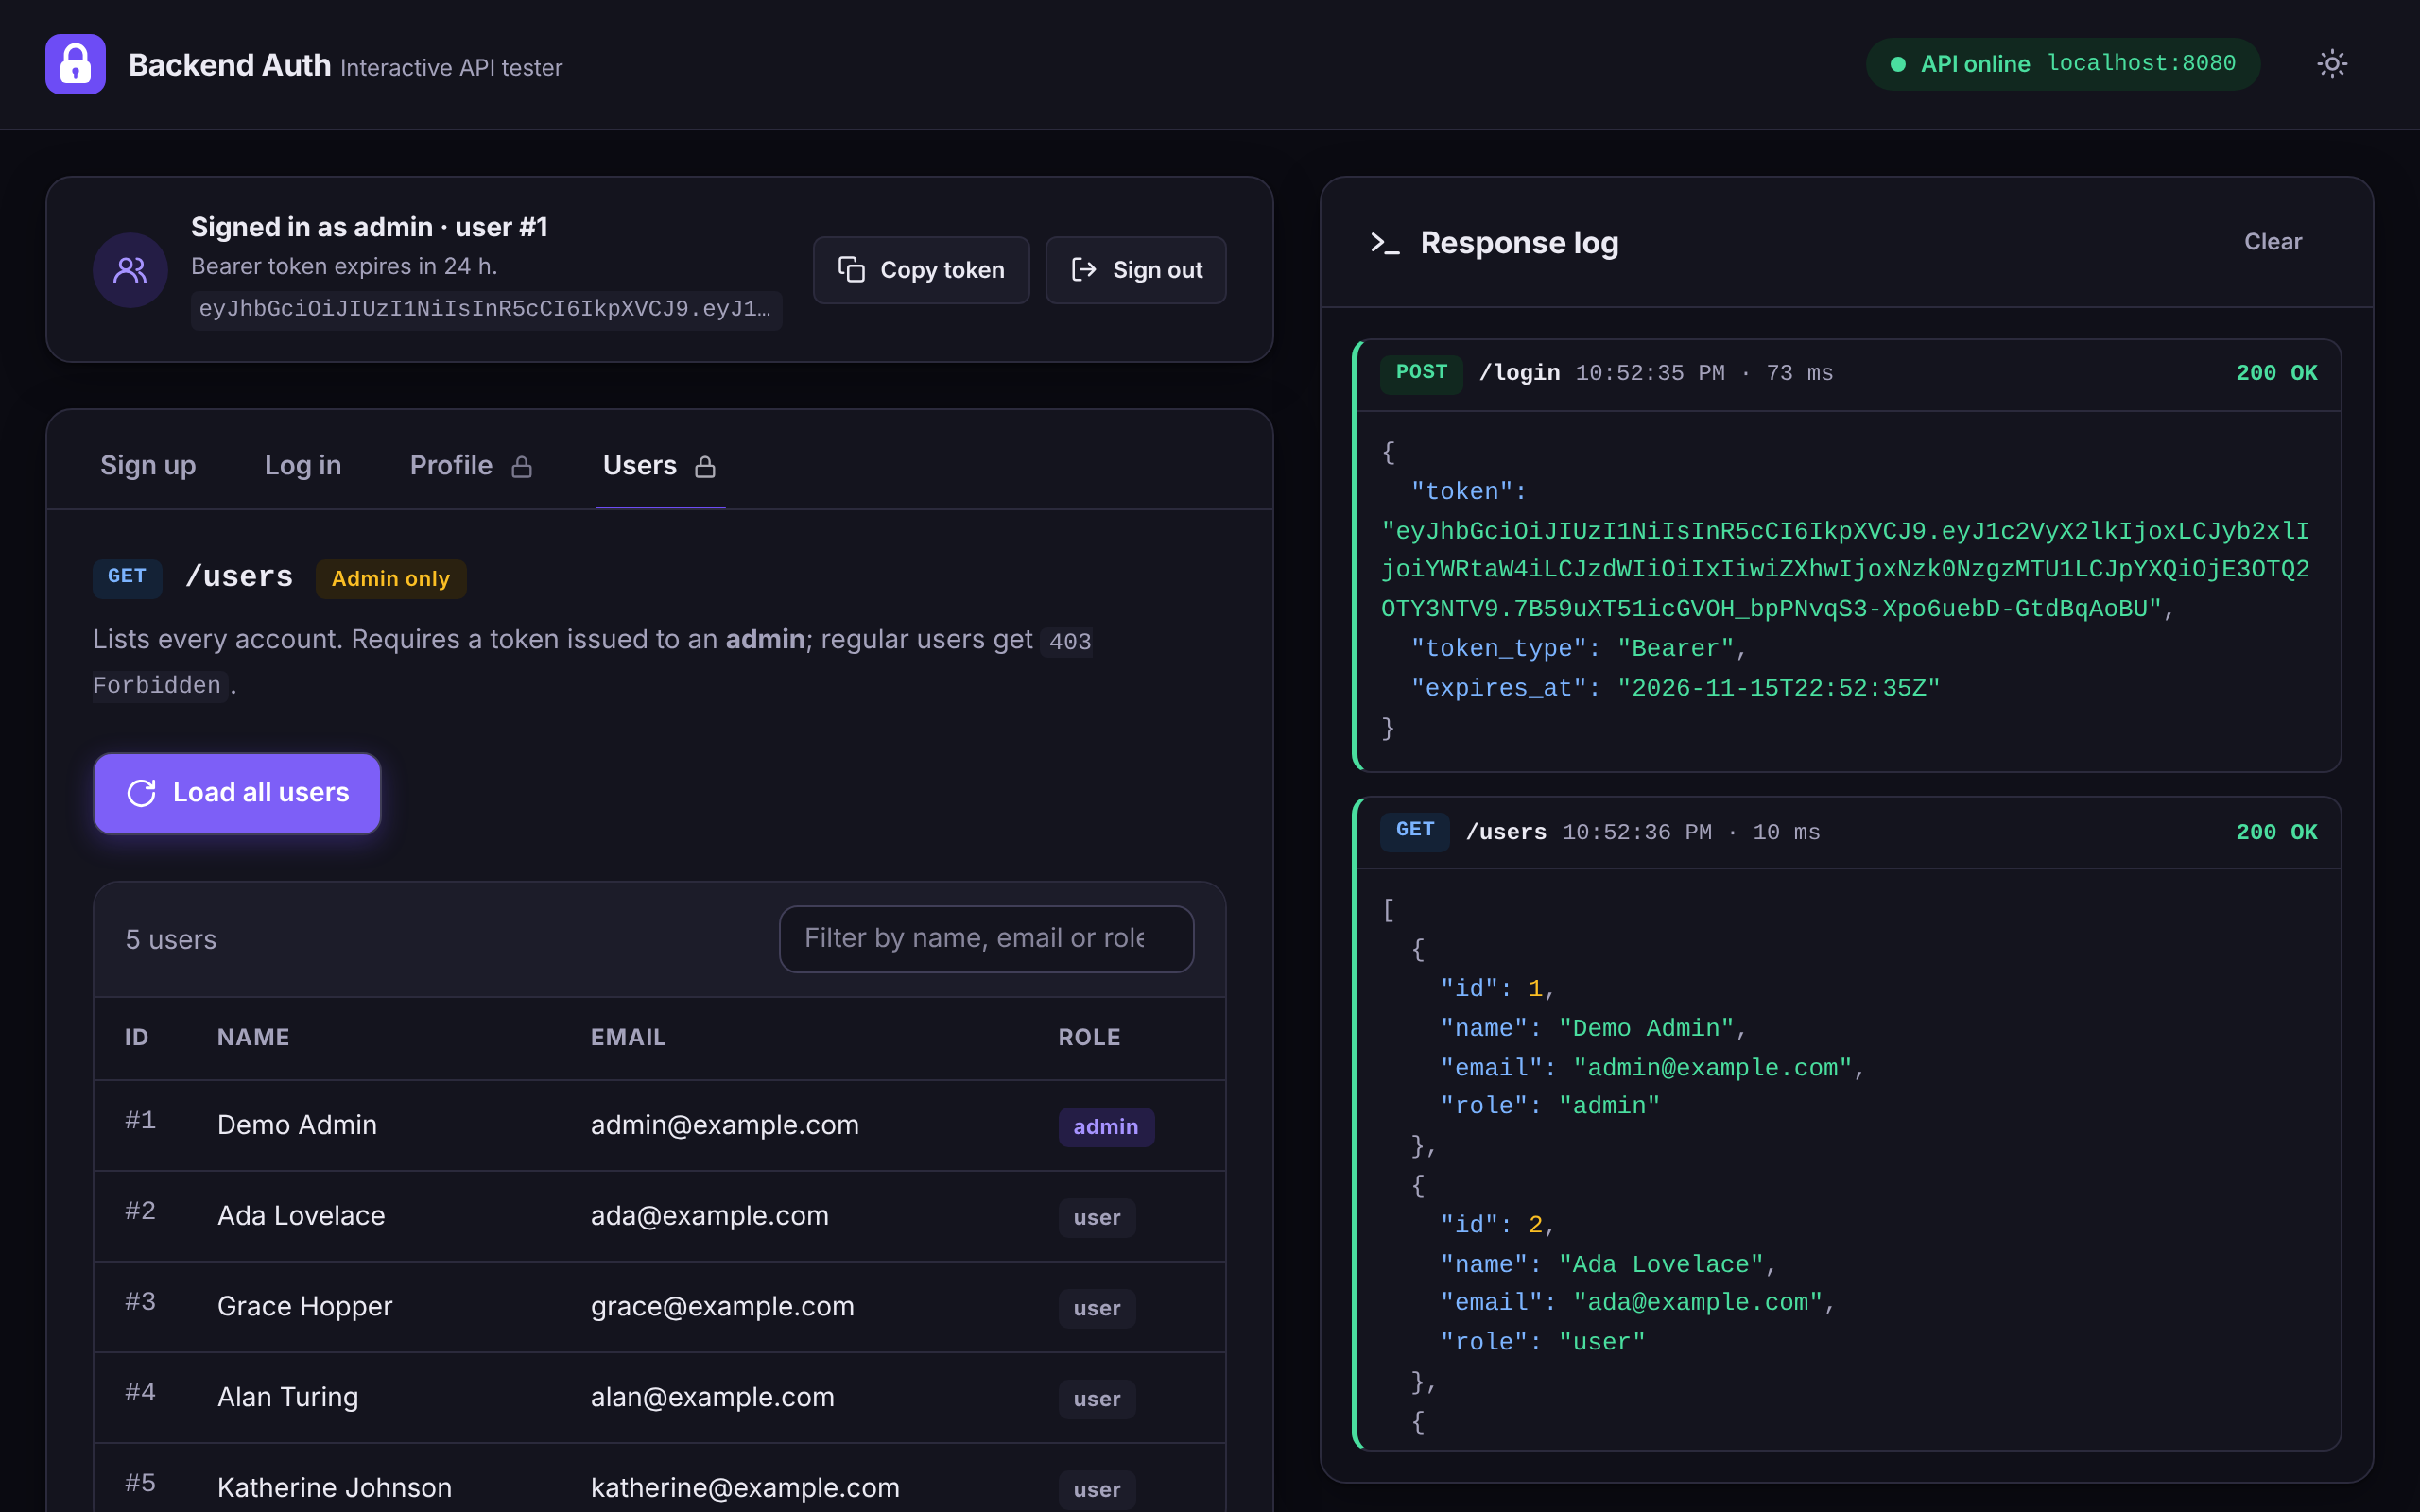 Backend Auth Interactive API tester
API online localhost:8080
Signed in as admin · user #1
Bearer token expires in 24 h.
eyJhbGciOiJIUzI1NiIsInR5cCI6IkpXVCJ9.eyJ1…
Copy token
Sign out
Sign up
Log in
Profile
Users
GET /users Admin only
Lists every account. Requires a token issued to an admin; regular users get 403
Forbidden.
Load all users
5 users
Filter by name, email or role
ID NAME EMAIL ROLE
#1 Demo Admin admin@example.com admin
#2 Ada Lovelace ada@example.com user
#3 Grace Hopper grace@example.com user
#4 Alan Turing alan@example.com user
#5 Katherine Johnson katherine@example.com user
Response log
Clear
POST /login 10:52:35 PM · 73 ms 200 OK
{
"token":
"eyJhbGciOiJIUzI1NiIsInR5cCI6IkpXVCJ9.eyJ1c2VyX2lkIjoxLCJyb2xlI
joiYWRtaW4iLCJzdWIiOiIxIiwiZXhwIjoxNzk0NzgzMTU1LCJpYXQiOjE3OTQ2
OTY3NTV9.7B59uXT51icGVOH_bpPNvqS3-Xpo6uebD-GtdBqAoBU",
"token_type": "Bearer",
"expires_at": "2026-11-15T22:52:35Z"
}
GET /users 10:52:36 PM · 10 ms 200 OK
[
{
"id": 1,
"name": "Demo Admin",
"email": "admin@example.com",
"role": "admin"
},
{
"id": 2,
"name": "Ada Lovelace",
"email": "ada@example.com",
"role": "user"
},
{